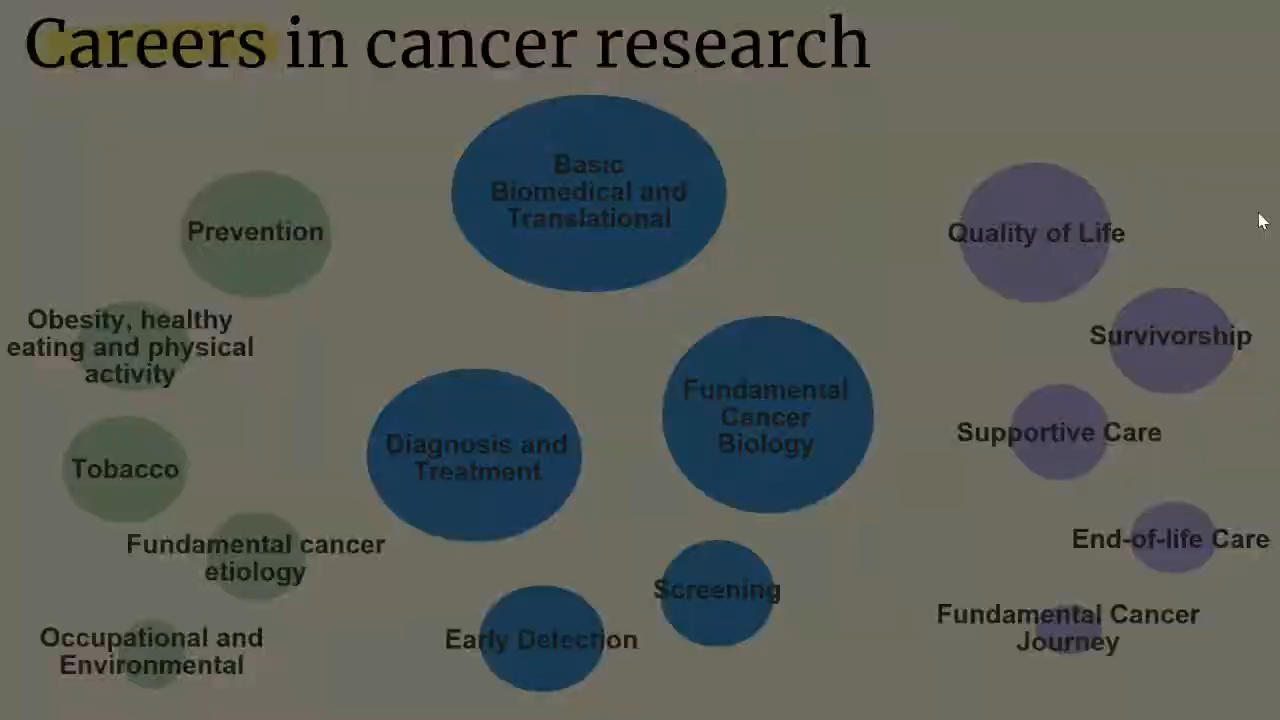 Careers in cancer research
Basic
Biomedical and
Translational
Prevention
Quality of Life
Obesity, healthy
eating and physical
activity
Survivorship
Fundamental
Cancer
Biology
Diagnosis and
Treatment
Supportive Care
Tobacco
Fundamental cancer
etiology
End-of-life Care
Screening
Early Detection
Occupational and
Environmental
Fundamental Cancer
Journey